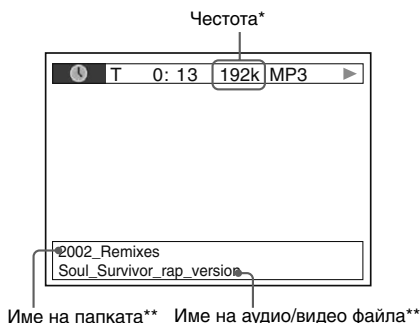 Честота*
T 0: 13 192k MP3
2002_Remixes
Soul_Survivor_rap_version
Име на папката** Име на аудио/видео файла**